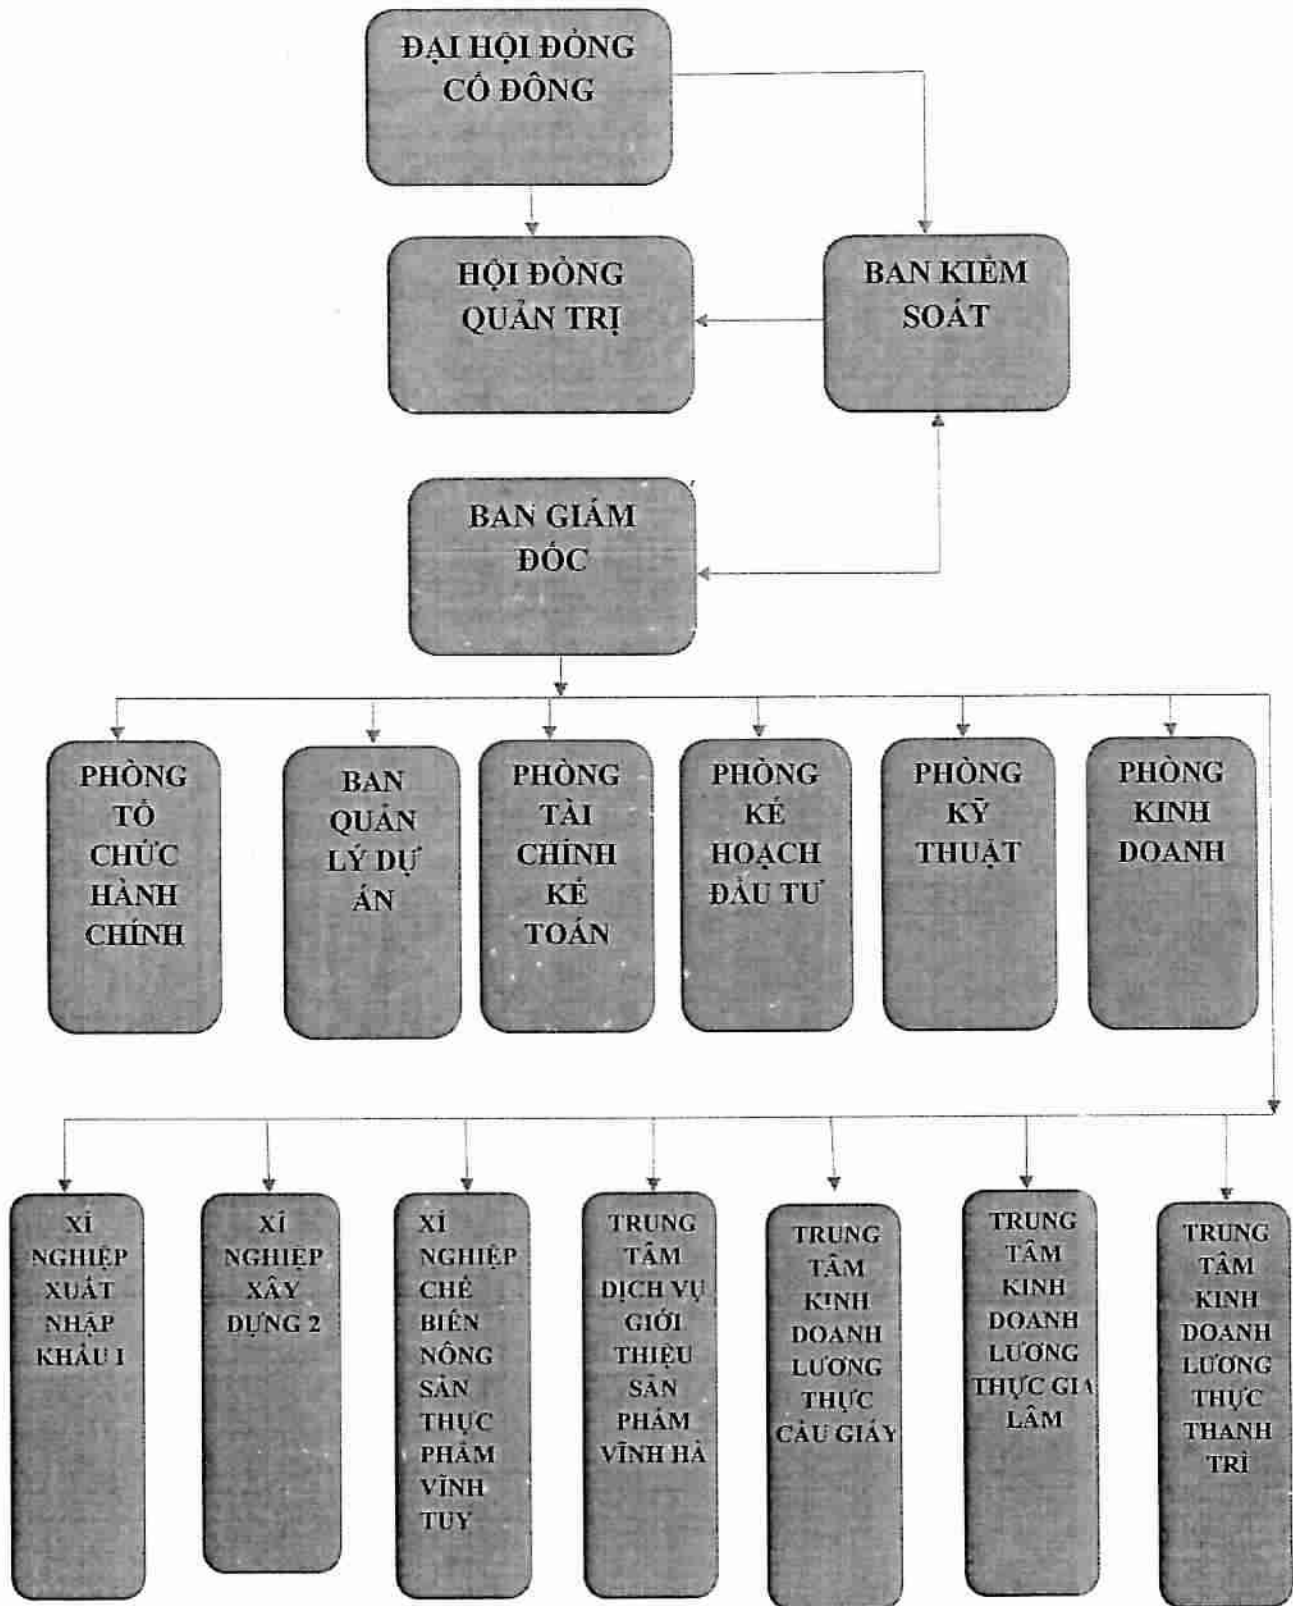 ĐẠI HỘI ĐỒNG
CỔ ĐÔNG
HỘI ĐỒNG
QUẢN TRỊ
BAN KIỂM
SOÁT
BAN GIÁM
ĐỐC
PHÒNG
TỔ
CHỨC
HÀNH
CHÍNH
BAN
QUẢN
LÝ DỰ
ÁN
PHÒNG
TÀI
CHÍNH
KẾ
TOÁN
PHÒNG
KẾ
HOẠCH
ĐẦU TƯ
PHÒNG
KỸ
THUẬT
PHÒNG
KINH
DOANH
XÍ
NGHIỆP
XUẤT
NHẬP
KHẨU I
XÍ
NGHIỆP
XÂY
DỰNG 2
XÍ
NGHIỆP
CHẾ
BIẾN
NÔNG
SẢN
THỰC
PHẨM
VĨNH
TUY
TRUNG
TÂM
DỊCH VỤ
GIỚI
THIỆU
SẢN
PHẨM
VĨNH HÀ
TRUNG
TÂM
KINH
DOANH
LƯƠNG
THỰC
CẦU GIẤY
TRUNG
TÂM
KINH
DOANH
LƯƠNG
THỰC GIA
LÂM
TRUNG
TÂM
KINH
DOANH
LƯƠNG
THỰC
THANH
TRÌ